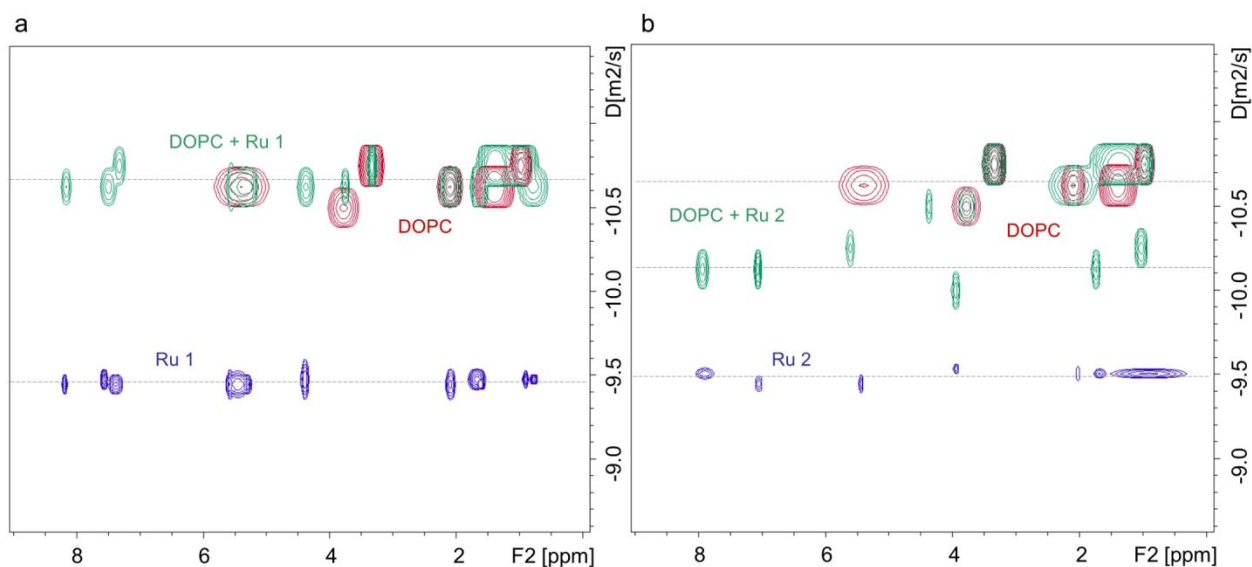 a
DOPC + Ru 1
DOPC
Ru 1
-10.5
-10.0
-9.5
-9.0
D[m2/s]
8
6
4
2
F2 [ppm]
b
DOPC + Ru 2
DOPC
Ru 2
-10.5
-10.0
-9.5
-9.0
D[m2/s]
8
6
4
2
F2 [ppm]